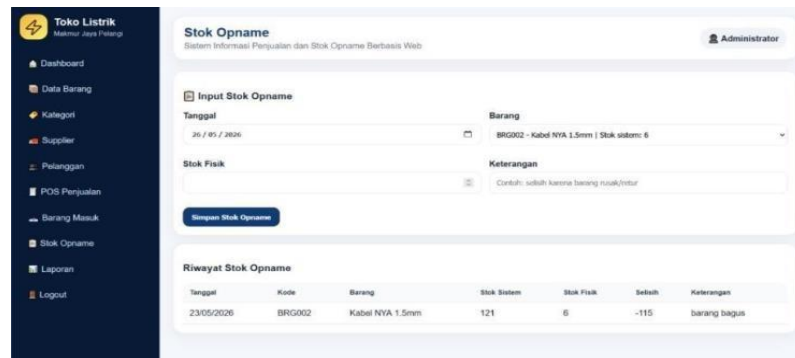 Toko Listrik
Makmur Jaya Pelangi
Dashboard
Data Barang
Kategori
Supplier
Pelanggan
POS Penjualan
Barang Masuk
Stok Opname
Laporan
Logout
Stok Opname
Sistem Informasi Penjualan dan Stok Opname Berbasis Web
Administrator
Input Stok Opname
Tanggal Barang
26 / 05 / 2026 BRG002 - Kabel NYA 1.5mm | Stok sistem: 6
Stok Fisik Keterangan
Contoh: selisih karena barang rusak/retur
Simpan Stok Opname
Riwayat Stok Opname
Tanggal Kode Barang Stok Sistem Stok Fisik Selisih Keterangan
23/05/2026 BRG002 Kabel NYA 1.5mm 121 6 -115 barang bagus